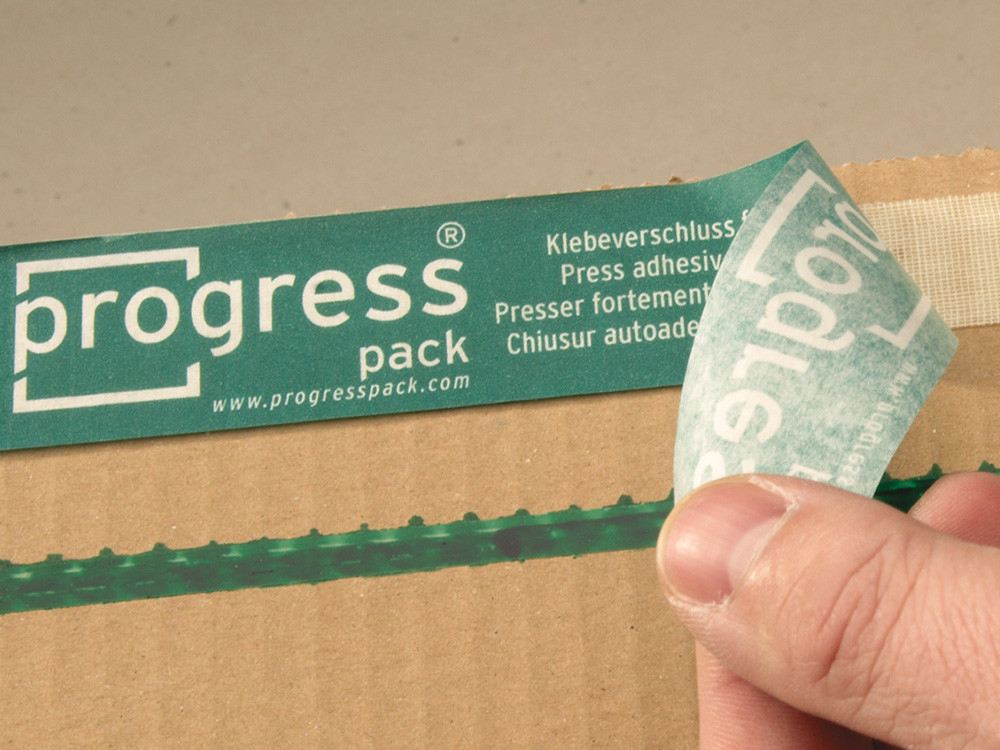 progress®
pack
www.progresspack.com
Klebeverschluss
Press adhesiv
Presser fortement
Chiusur autoade